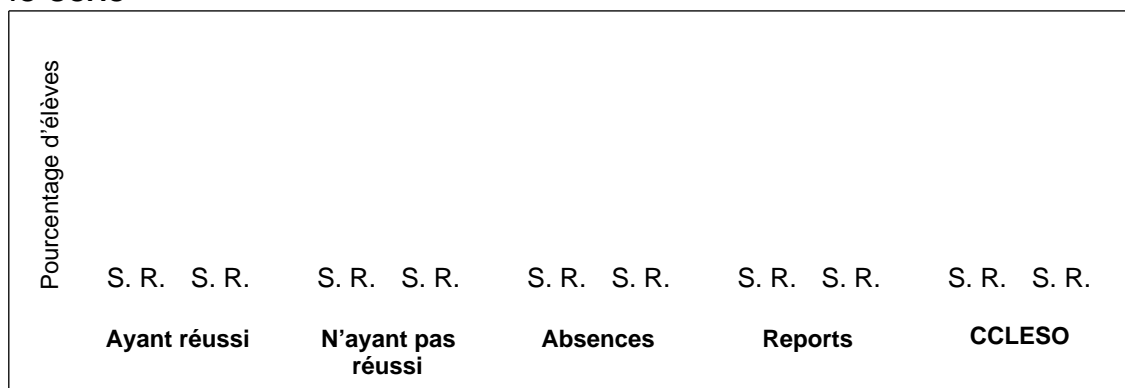 Pourcentage d'élèves
S. R. S. R. S. R. S. R. S. R. S. R. S. R. S. R. S. R. S. R.
Ayant réussi N'ayant pas réussi Absences Reports CCLESO